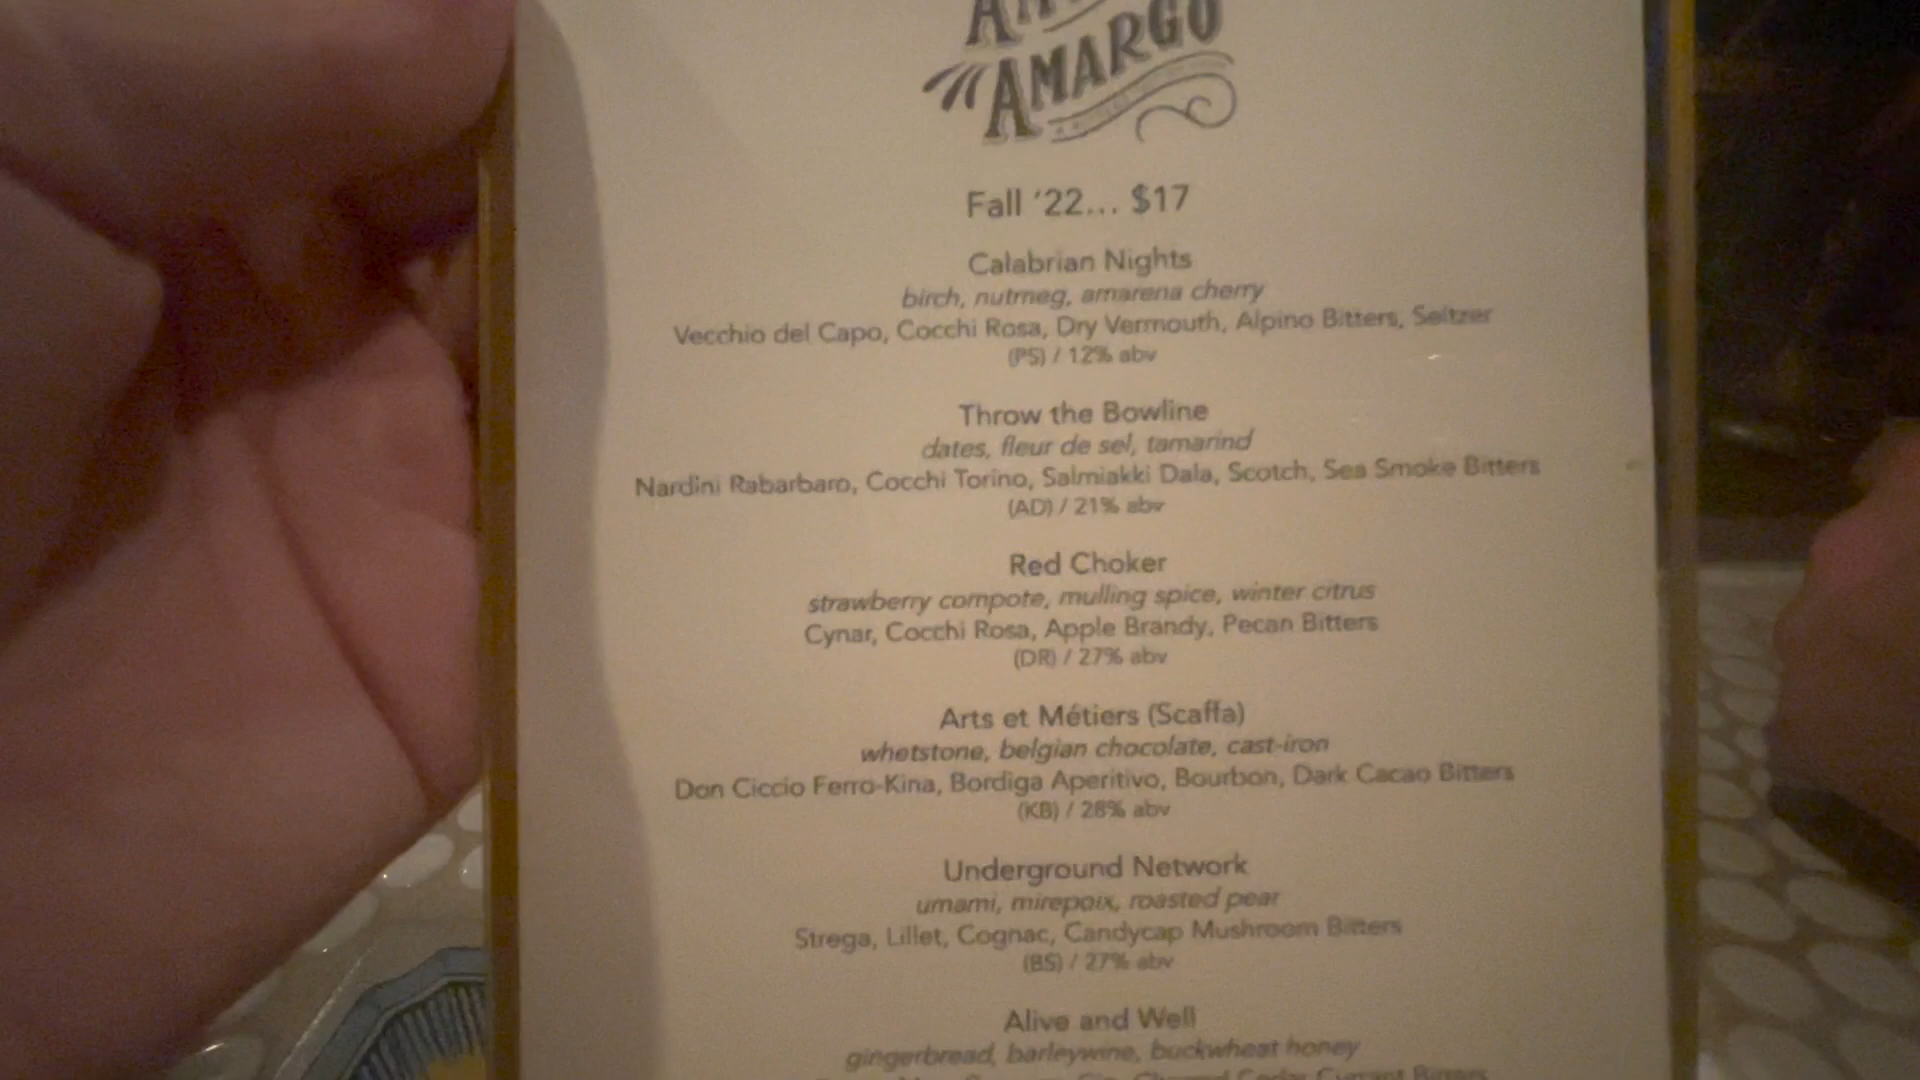 AMARGO
Fall '22... $17
Calabrian Nights
birch, nutmeg, amarena cherry
Vecchio del Capo, Cocchi Rosa, Dry Vermouth, Alpino Bitters, Seltzer
(PS) / 12% abv
Throw the Bowline
dates, fleur de sel, tamarind
Nardini Rabarbaro, Cocchi Torino, Salmiakki Dala, Scotch, Sea Smoke Bitters
(AD) / 21% abv
Red Choker
strawberry compote, mulling spice, winter citrus
Cynar, Cocchi Rosa, Apple Brandy, Pecan Bitters
(DR) / 27% abv
Arts et Métiers (Scaffa)
whetstone, belgian chocolate, cast-iron
Don Ciccio Ferro-Kina, Bordiga Aperitivo, Bourbon, Dark Cacao Bitters
(KB) / 28% abv
Underground Network
umami, mirepoix, roasted pear
Strega, Lillet, Cognac, Candycap Mushroom Bitters
(BS) / 27% abv
Alive and Well
gingerbread, barleywine, buckwheat honey
Currant Bitters